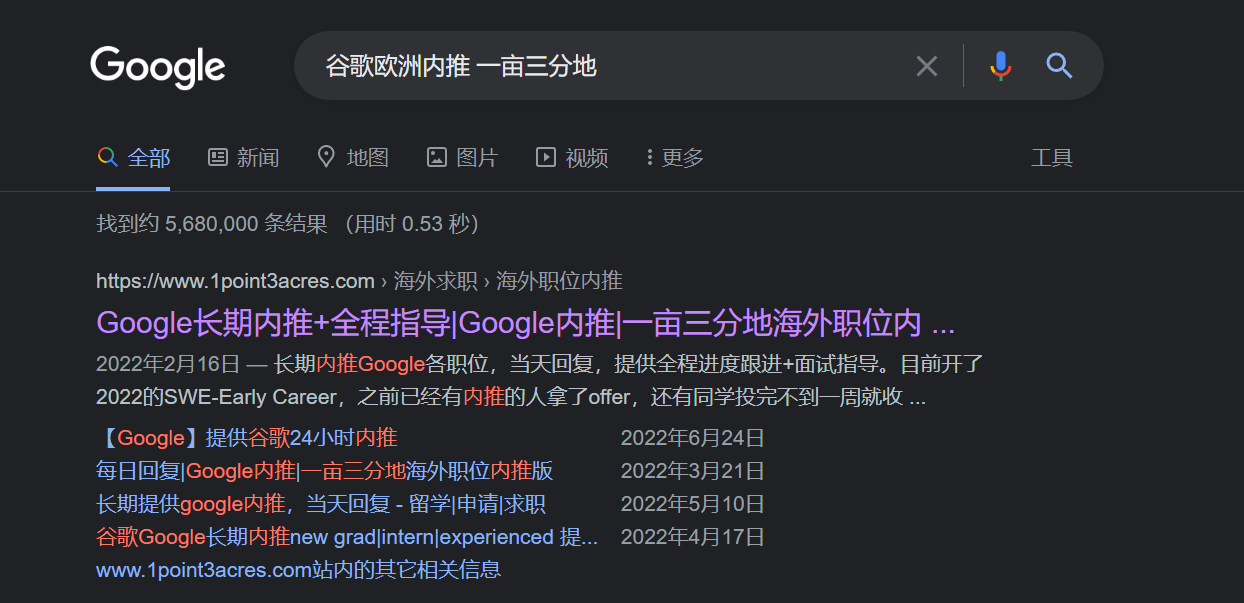 Google 谷歌欧洲内推 一亩三分地
全部 新闻 地图 图片 视频 更多 工具
找到约 5,680,000 条结果 （用时 0.53 秒）
https://www.1point3acres.com › 海外求职 › 海外职位内推
Google长期内推+全程指导|Google内推|一亩三分地海外职位内 ...
2022年2月16日 — 长期内推Google各职位，当天回复，提供全程进度跟进+面试指导。目前开了
2022的SWE-Early Career，之前已经有内推的人拿了offer，还有同学投完不到一周就收 ...
【Google】提供谷歌24小时内推 2022年6月24日
每日回复|Google内推|一亩三分地海外职位内推版 2022年3月21日
长期提供google内推，当天回复 - 留学|申请|求职 2022年5月10日
谷歌Google长期内推new grad|intern|experienced 提... 2022年4月17日
www.1point3acres.com站内的其它相关信息